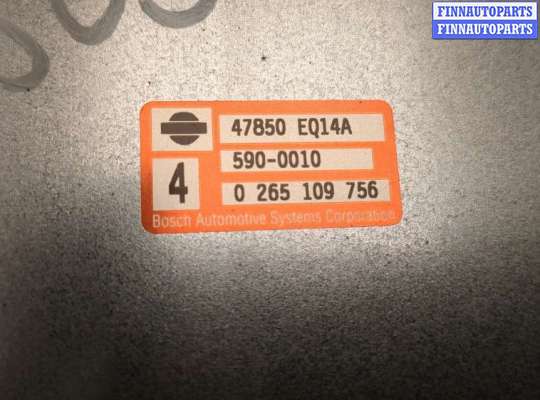 FINNAUTOPARTS
FINNAUTOPARTS
47850 EQ14A
590-0010
4
0 265 109 756
Bosch Automotive Systems Corporation